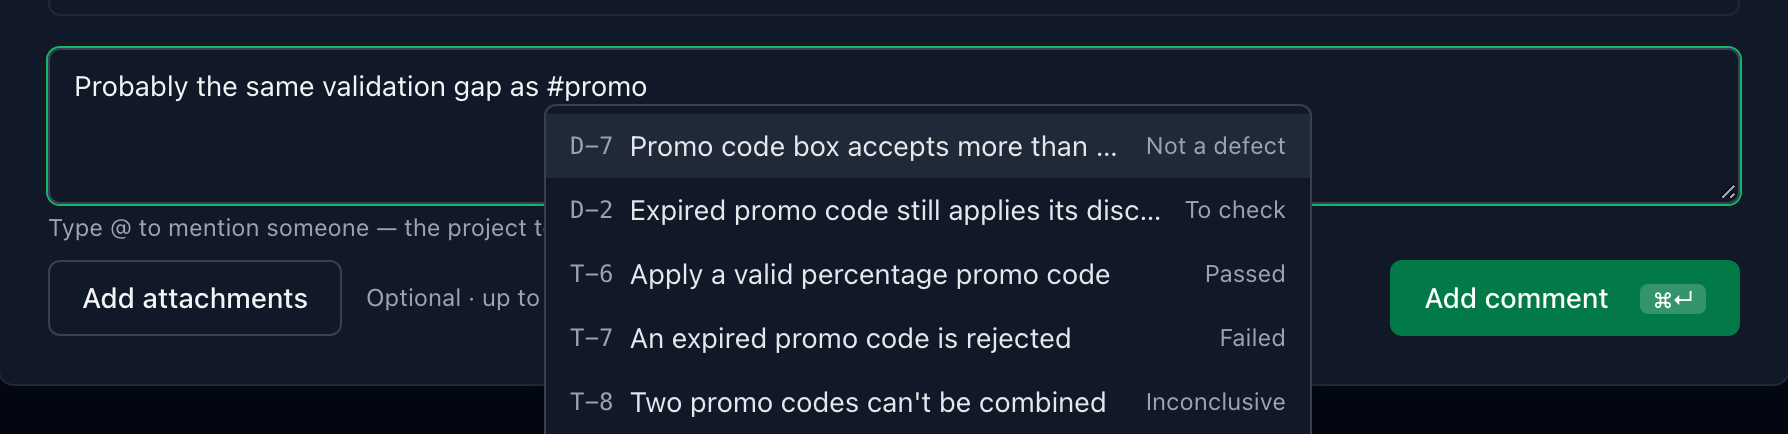 Probably the same validation gap as #promo
D–7 Promo code box accepts more than ... Not a defect
D–2 Expired promo code still applies its disc... To check
Type @ to mention someone — the project t
T–6 Apply a valid percentage promo code Passed
Add attachments Optional · up to Add comment ⌘↵
T–7 An expired promo code is rejected Failed
T–8 Two promo codes can't be combined Inconclusive